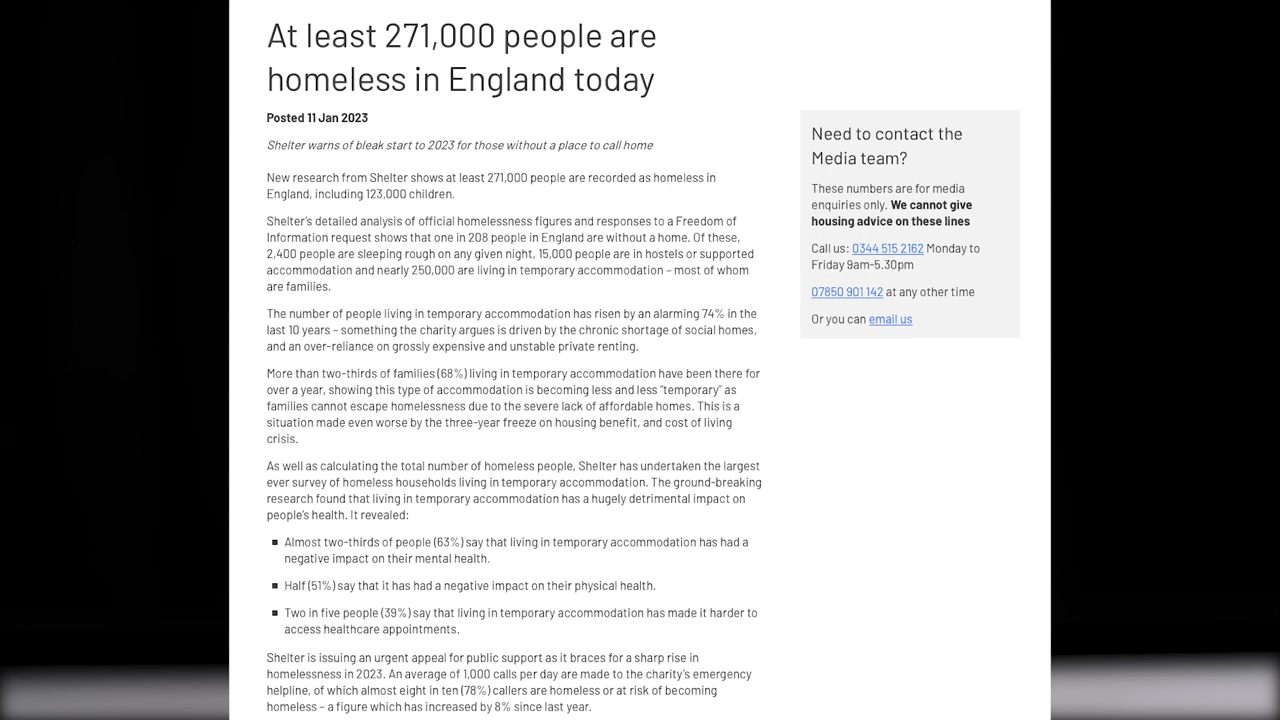 At least 271,000 people are
homeless in England today
Posted 11 Jan 2023
Shelter warns of bleak start to 2023 for those without a place to call home
New research from Shelter shows at least 271,000 people are recorded as homeless in
England, including 123,000 children.
Shelter's detailed analysis of official homelessness figures and responses to a Freedom of
Information request shows that one in 208 people in England are without a home. Of these,
2,400 people are sleeping rough on any given night, 15,000 people are in hostels or supported
accommodation and nearly 250,000 are living in temporary accommodation – most of whom
are families.
The number of people living in temporary accommodation has risen by an alarming 74% in the
last 10 years – something the charity argues is driven by the chronic shortage of social homes,
and an over-reliance on grossly expensive and unstable private renting.
More than two-thirds of families (68%) living in temporary accommodation have been there for
over a year, showing this type of accommodation is becoming less and less "temporary" as
families cannot escape homelessness due to the severe lack of affordable homes. This is a
situation made even worse by the three-year freeze on housing benefit, and cost of living
crisis.
As well as calculating the total number of homeless people, Shelter has undertaken the largest
ever survey of homeless households living in temporary accommodation. The ground-breaking
research found that living in temporary accommodation has a hugely detrimental impact on
people's health. It revealed:
Almost two-thirds of people (63%) say that living in temporary accommodation has had a
negative impact on their mental health.
Half (51%) say that it has had a negative impact on their physical health.
Two in five people (39%) say that living in temporary accommodation has made it harder to
access healthcare appointments.
Shelter is issuing an urgent appeal for public support as it braces for a sharp rise in
homelessness in 2023. An average of 1,000 calls per day are made to the charity's emergency
helpline, of which almost eight in ten (78%) callers are homeless or at risk of becoming
homeless – a figure which has increased by 8% since last year.
Need to contact the
Media team?
These numbers are for media
enquiries only. We cannot give
housing advice on these lines
Call us: 0344 515 2162 Monday to
Friday 9am-5.30pm
07850 901 142 at any other time
Or you can email us